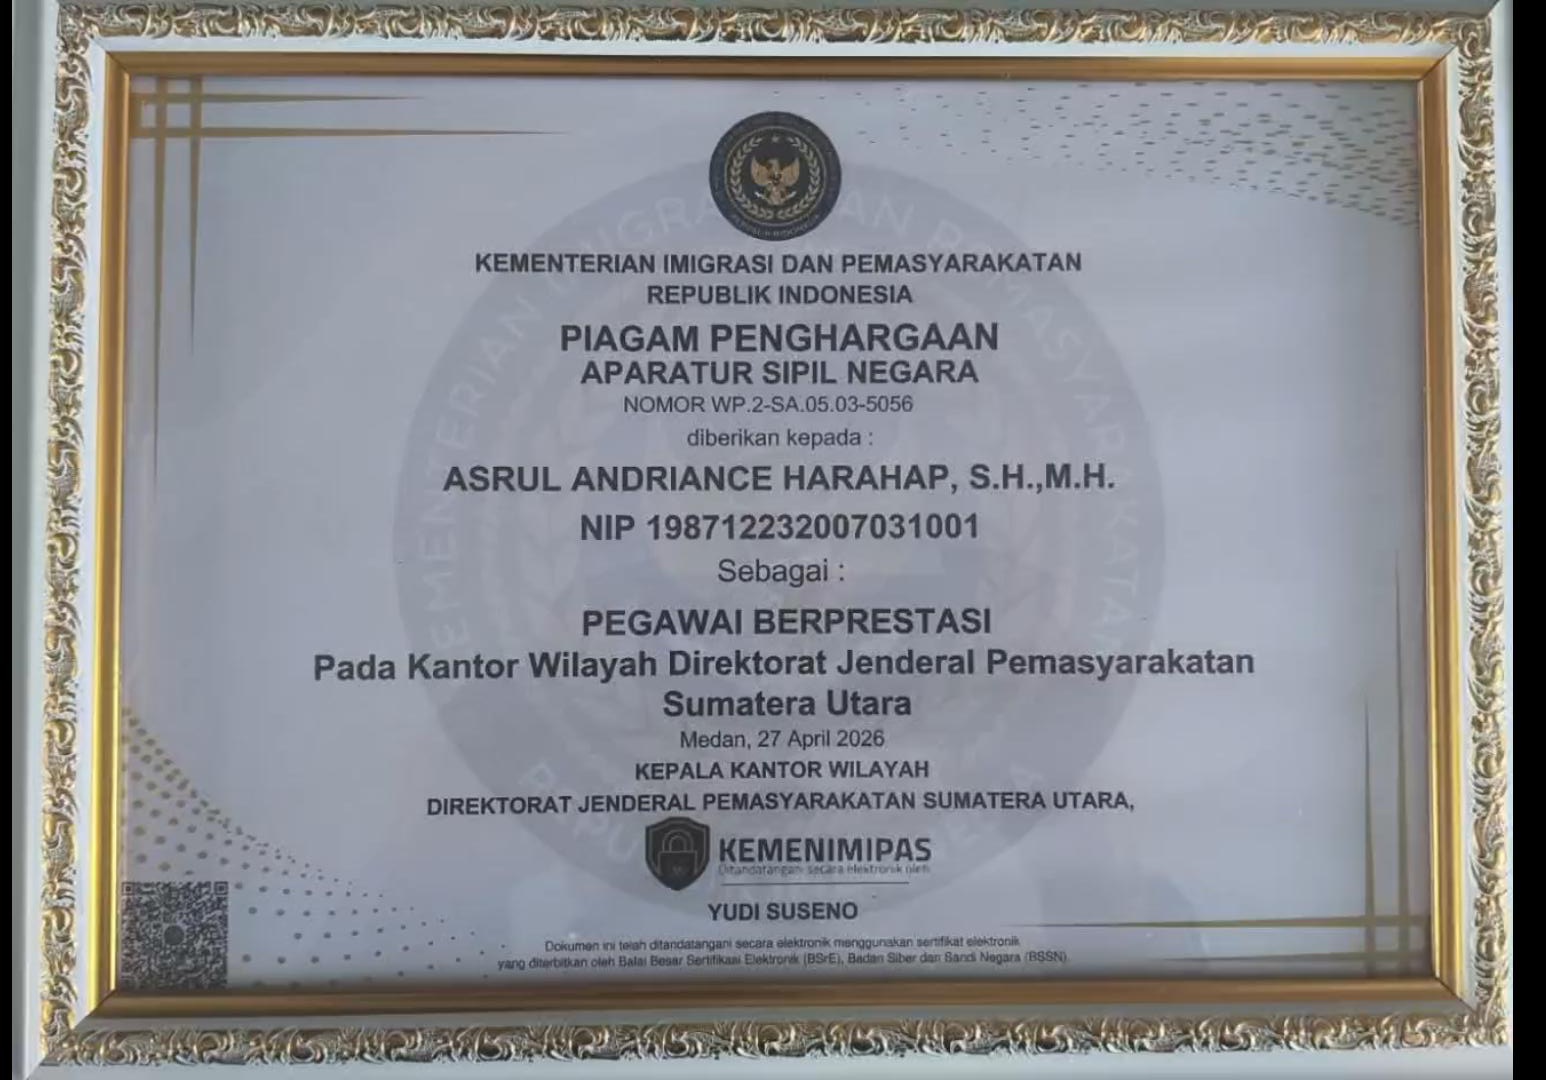 KEMENTERIAN IMIGRASI DAN PEMASYARAKATAN
REPUBLIK INDONESIA
PIAGAM PENGHARGAAN
APARATUR SIPIL NEGARA
NOMOR WP.2-SA.05.03-5056
diberikan kepada :
ASRUL ANDRIANCE HARAHAP, S.H.,M.H.
NIP 198712232007031001
Sebagai :
PEGAWAI BERPRESTASI
Pada Kantor Wilayah Direktorat Jenderal Pemasyarakatan
Sumatera Utara
Medan, 27 April 2026
KEPALA KANTOR WILAYAH
DIREKTORAT JENDERAL PEMASYARAKATAN SUMATERA UTARA,
KEMENIMIPAS
Ditandatangani secara elektronik oleh
YUDI SUSENO
Dokumen ini telah ditandatangani secara elektronik menggunakan sertifikat elektronik
yang diterbitkan oleh Balai Besar Sertifikasi Elektronik (BSrE), Badan Siber dan Sandi Negara (BSSN)